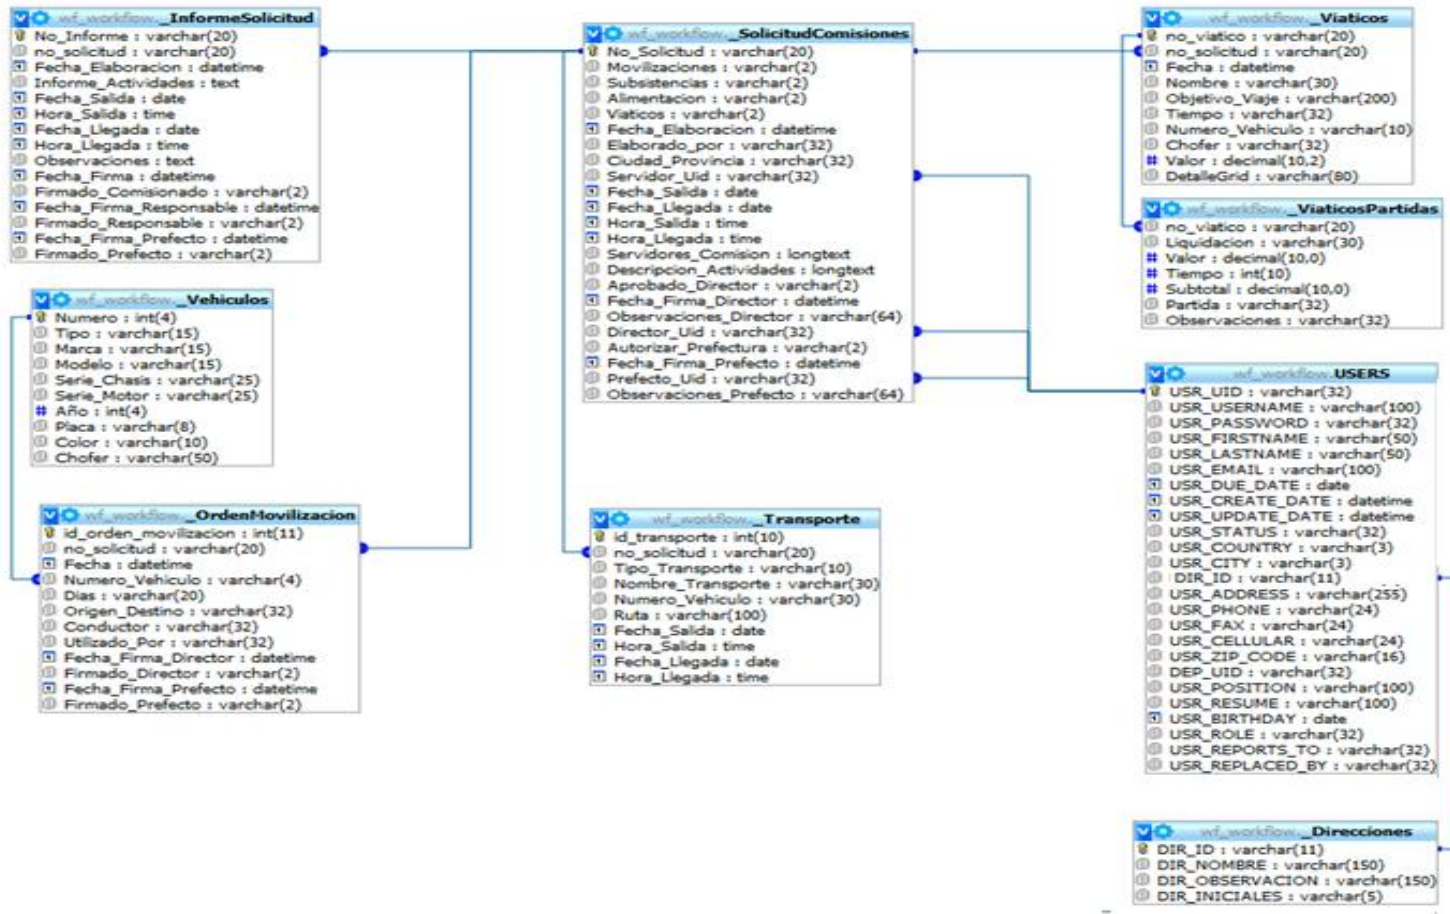 wf_workflow._InformeSolicitud
No_Informe : varchar(20)
no_solicitud : varchar(20)
Fecha_Elaboracion : datetime
Informe_Actividades : text
Fecha_Salida : date
Hora_Salida : time
Fecha_Llegada : date
Hora_Llegada : time
Observaciones : text
Fecha_Firma : datetime
Firmado_Comisionado : varchar(2)
Fecha_Firma_Responsable : datetime
Firmado_Responsable : varchar(2)
Fecha_Firma_Prefecto : datetime
Firmado_Prefecto : varchar(2)
wf_workflow._Vehiculos
Numero : int(4)
Tipo : varchar(15)
Marca : varchar(15)
Modelo : varchar(15)
Serie_Chasis : varchar(25)
Serie_Motor : varchar(25)
Año : int(4)
Placa : varchar(8)
Color : varchar(10)
Chofer : varchar(50)
wf_workflow._OrdenMovilizacion
id_orden_movilizacion : int(11)
no_solicitud : varchar(20)
Fecha : datetime
Numero_Vehiculo : varchar(4)
Dias : varchar(20)
Origen_Destino : varchar(32)
Conductor : varchar(32)
Utilizado_Por : varchar(32)
Fecha_Firma_Director : datetime
Firmado_Director : varchar(2)
Fecha_Firma_Prefecto : datetime
Firmado_Prefecto : varchar(2)
wf_workflow._SolicitudComisiones
No_Solicitud : varchar(20)
Movilizaciones : varchar(2)
Subsistencias : varchar(2)
Alimentacion : varchar(2)
Viaticos : varchar(2)
Fecha_Elaboracion : datetime
Elaborado_por : varchar(32)
Ciudad_Provincia : varchar(32)
Servidor_Uid : varchar(32)
Fecha_Salida : date
Fecha_Llegada : date
Hora_Salida : time
Hora_Llegada : time
Servidores_Comision : longtext
Descripcion_Actividades : longtext
Aprobado_Director : varchar(2)
Fecha_Firma_Director : datetime
Observaciones_Director : varchar(64)
Director_Uid : varchar(32)
Autorizar_Prefectura : varchar(2)
Fecha_Firma_Prefecto : datetime
Prefecto_Uid : varchar(32)
Observaciones_Prefecto : varchar(64)
wf_workflow._Transporte
id_transporte : int(10)
no_solicitud : varchar(20)
Tipo_Transporte : varchar(10)
Nombre_Transporte : varchar(30)
Numero_Vehiculo : varchar(30)
Ruta : varchar(100)
Fecha_Salida : date
Hora_Salida : time
Fecha_Llegada : date
Hora_Llegada : time
wf_workflow._Viaticos
no_viatico : varchar(20)
no_solicitud : varchar(20)
Fecha : datetime
Nombre : varchar(30)
Objetivo_Viaje : varchar(200)
Tiempo : varchar(32)
Numero_Vehiculo : varchar(10)
Chofer : varchar(32)
Valor : decimal(10,2)
DetalleGrid : varchar(80)
wf_workflow._ViaticosPartidas
no_viatico : varchar(20)
Liquidacion : varchar(30)
Valor : decimal(10,0)
Tiempo : int(10)
Subtotal : decimal(10,0)
Partida : varchar(32)
Observaciones : varchar(32)
wf_workflow.USERS
USR_UID : varchar(32)
USR_USERNAME : varchar(100)
USR_PASSWORD : varchar(32)
USR_FIRSTNAME : varchar(50)
USR_LASTNAME : varchar(50)
USR_EMAIL : varchar(100)
USR_DUE_DATE : date
USR_CREATE_DATE : datetime
USR_UPDATE_DATE : datetime
USR_STATUS : varchar(32)
USR_COUNTRY : varchar(3)
USR_CITY : varchar(3)
DIR_ID : varchar(11)
USR_ADDRESS : varchar(255)
USR_PHONE : varchar(24)
USR_FAX : varchar(24)
USR_CELLULAR : varchar(24)
USR_ZIP_CODE : varchar(16)
DEP_UID : varchar(32)
USR_POSITION : varchar(100)
USR_RESUME : varchar(100)
USR_BIRTHDAY : date
USR_ROLE : varchar(32)
USR_REPORTS_TO : varchar(32)
USR_REPLACED_BY : varchar(32)
wf_workflow._Direcciones
DIR_ID : varchar(11)
DIR_NOMBRE : varchar(150)
DIR_OBSERVACION : varchar(150)
DIR_INICIALES : varchar(5)